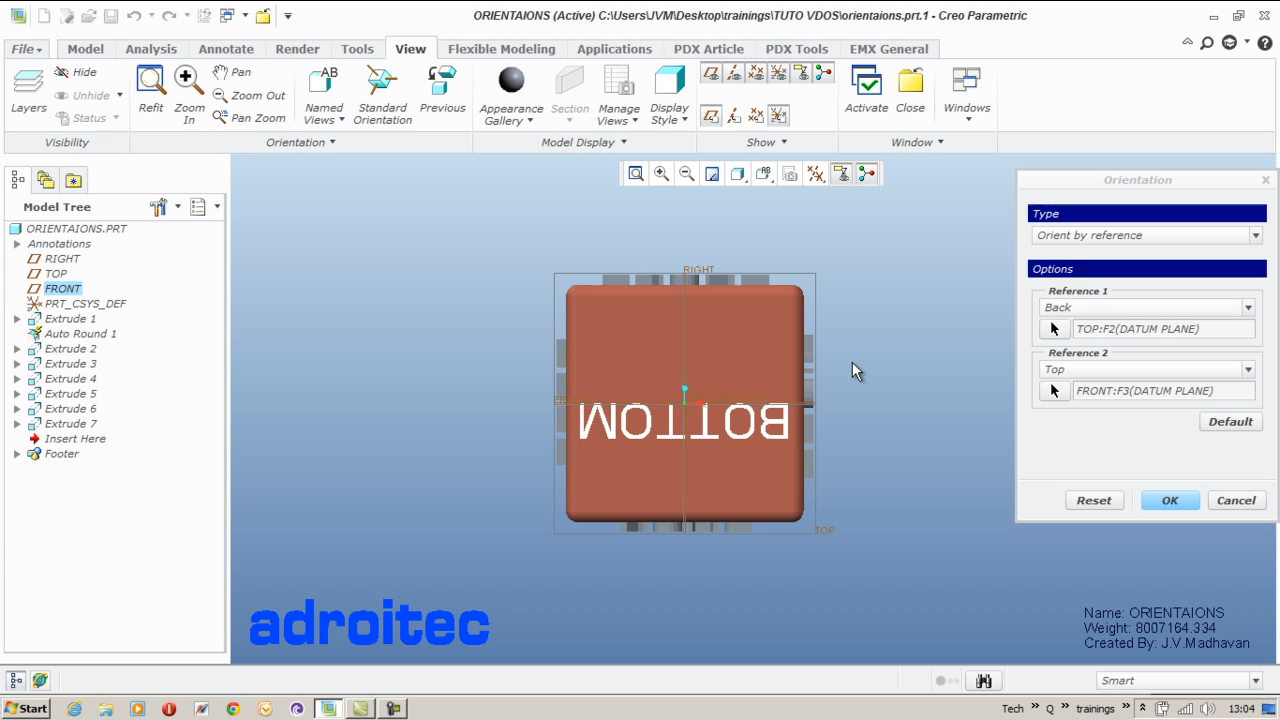 ORIENTAIONS (Active) C:\Users\JVM\Desktop\trainings\TUTO VDOS\orientaions.prt.1 - Creo Parametric
File Model Analysis Annotate Render Tools View Flexible Modeling Applications PDX Article PDX Tools EMX General
Layers
Hide
Unhide
Status
Visibility
Refit
Zoom In
Pan
Zoom Out
Pan Zoom
Named Views
Standard Orientation
Previous
Orientation
Appearance Gallery
Section
Manage Views
Display Style
Model Display
Show
Activate
Close
Windows
Window
Model Tree
ORIENTAIONS.PRT
Annotations
RIGHT
TOP
FRONT
PRT_CSYS_DEF
Extrude 1
Auto Round 1
Extrude 2
Extrude 3
Extrude 4
Extrude 5
Extrude 6
Extrude 7
Insert Here
Footer
RIGHT
BOTTOM
TOP
adroitec
Orientation
Type
Orient by reference
Options
Reference 1
Back
TOP:F2(DATUM PLANE)
Reference 2
Top
FRONT:F3(DATUM PLANE)
Default
Reset OK Cancel
Name: ORIENTAIONS
Weight: 8007164.334
Created By: J.V.Madhavan
Smart
Start
Tech » Q » trainings » 13:04